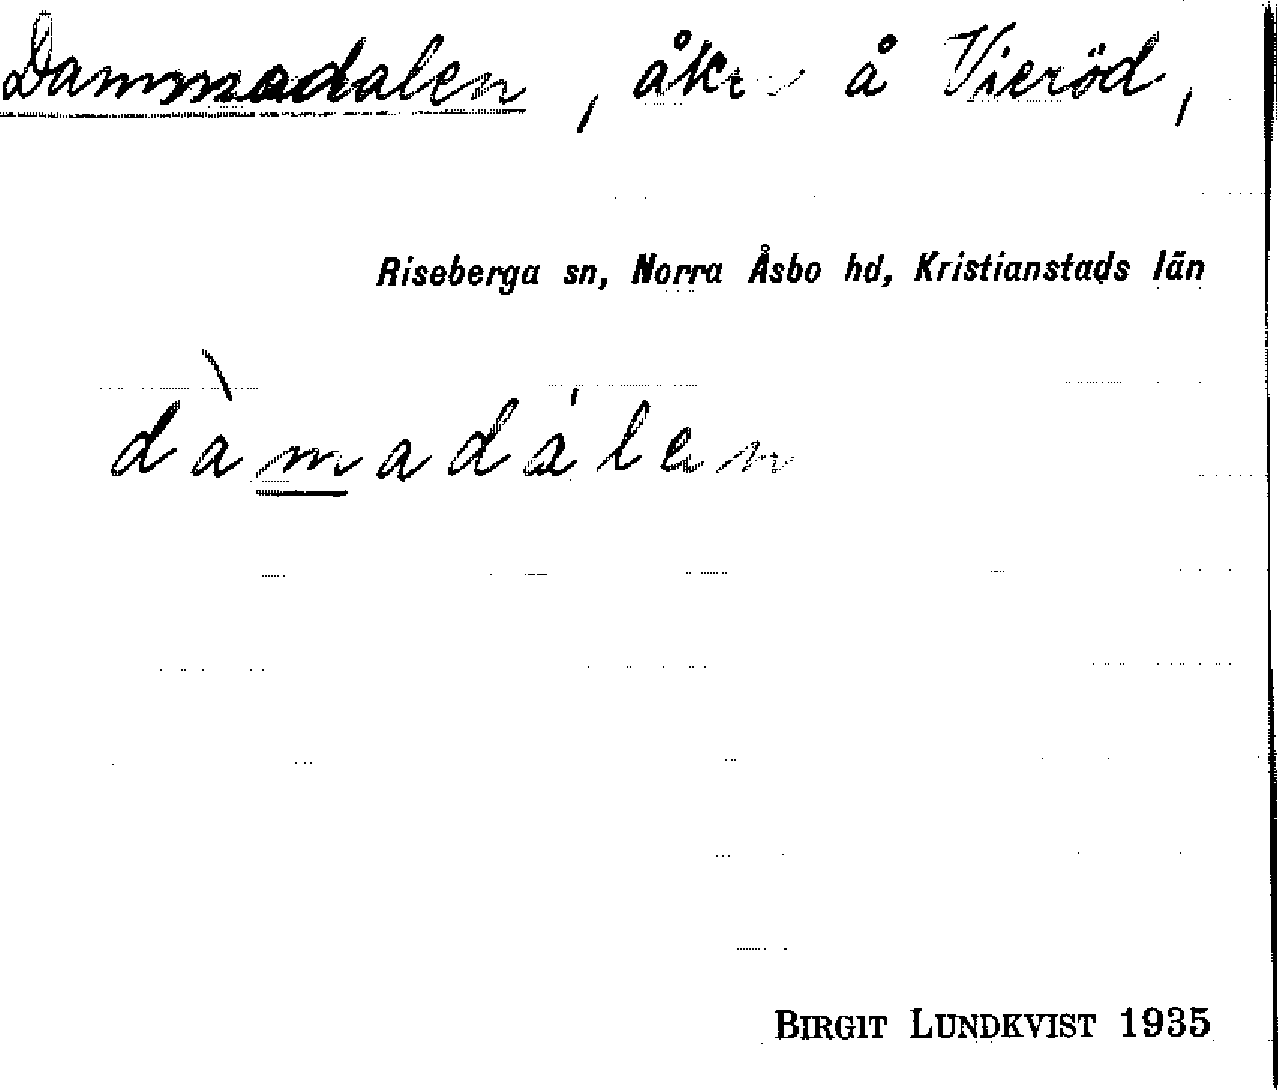 Dammadalen, åker å Vieröd,
Riseberga sn, Norra Åsbo hd, Kristianstads län
dàmadálen
BIRGIT LUNDKVIST 1935